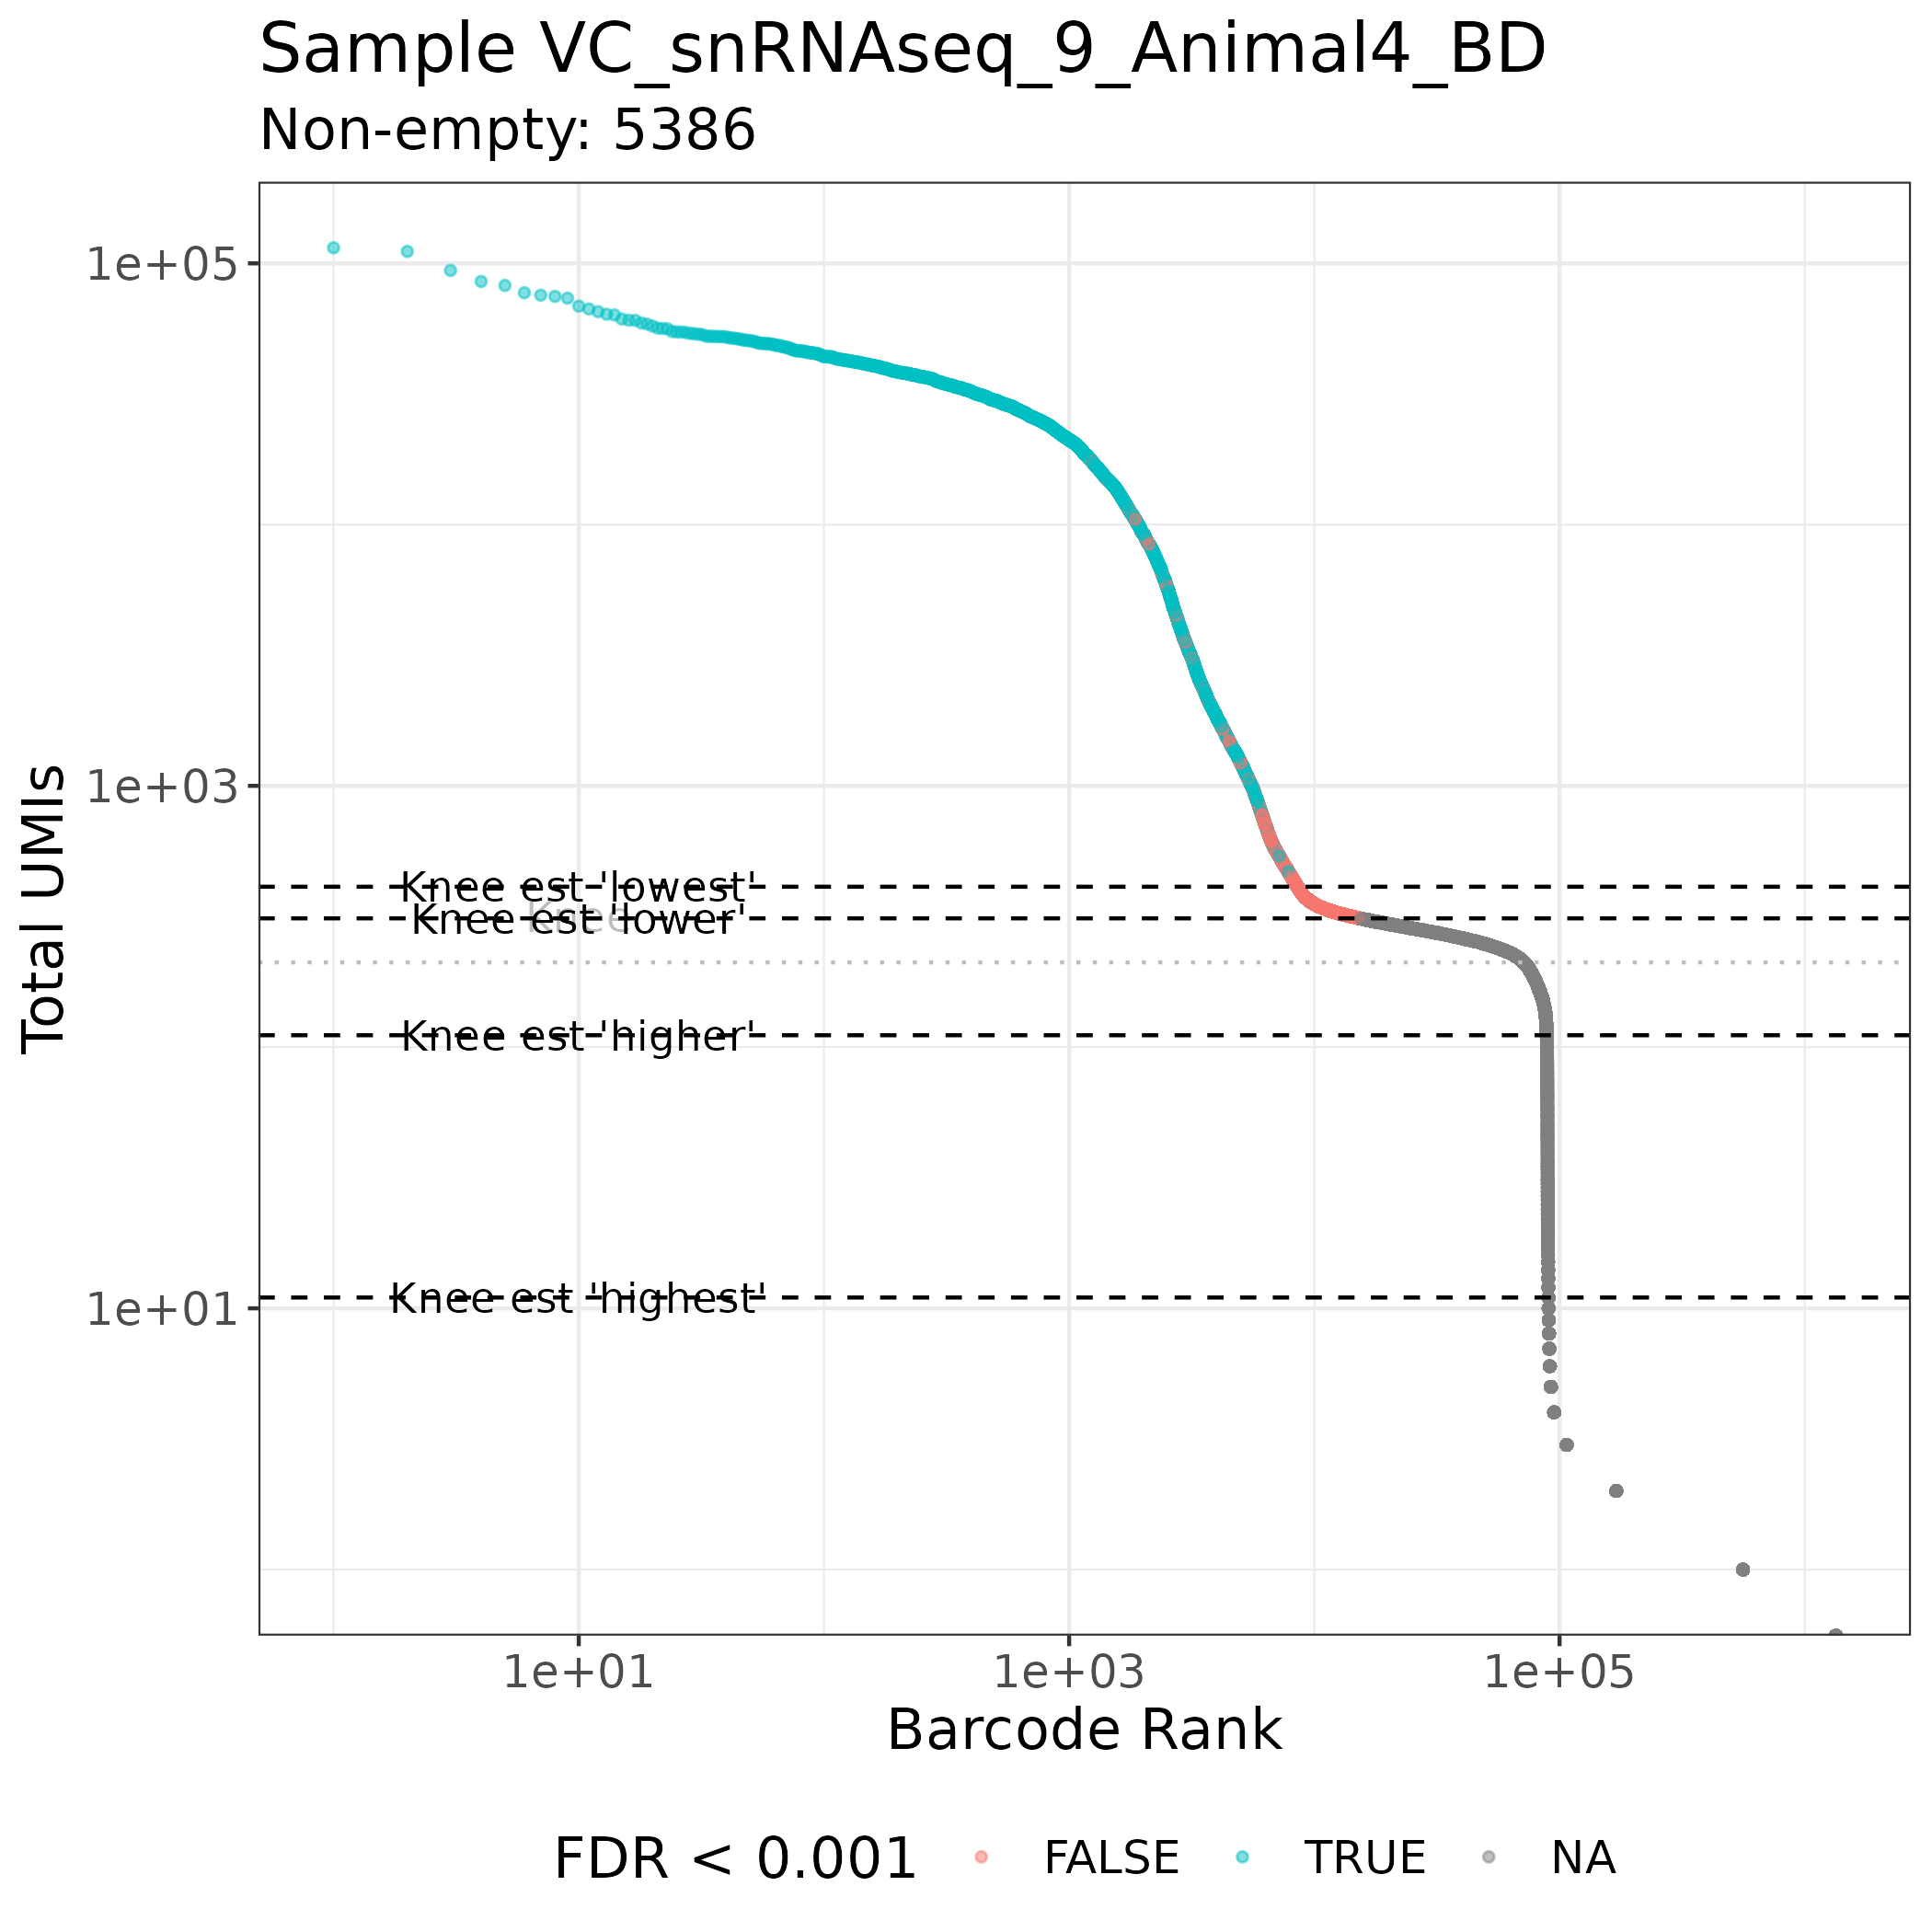 Sample VC_snRNAseq_9_Animal4_BD
Non-empty: 5386
Total UMIs
1e+05
1e+03
Knee est 'lowest'
Knee
Knee est 'lower'
Knee est 'higher'
Knee est 'highest'
1e+01
1e+01 1e+03 1e+05
Barcode Rank
FDR < 0.001 FALSE TRUE NA